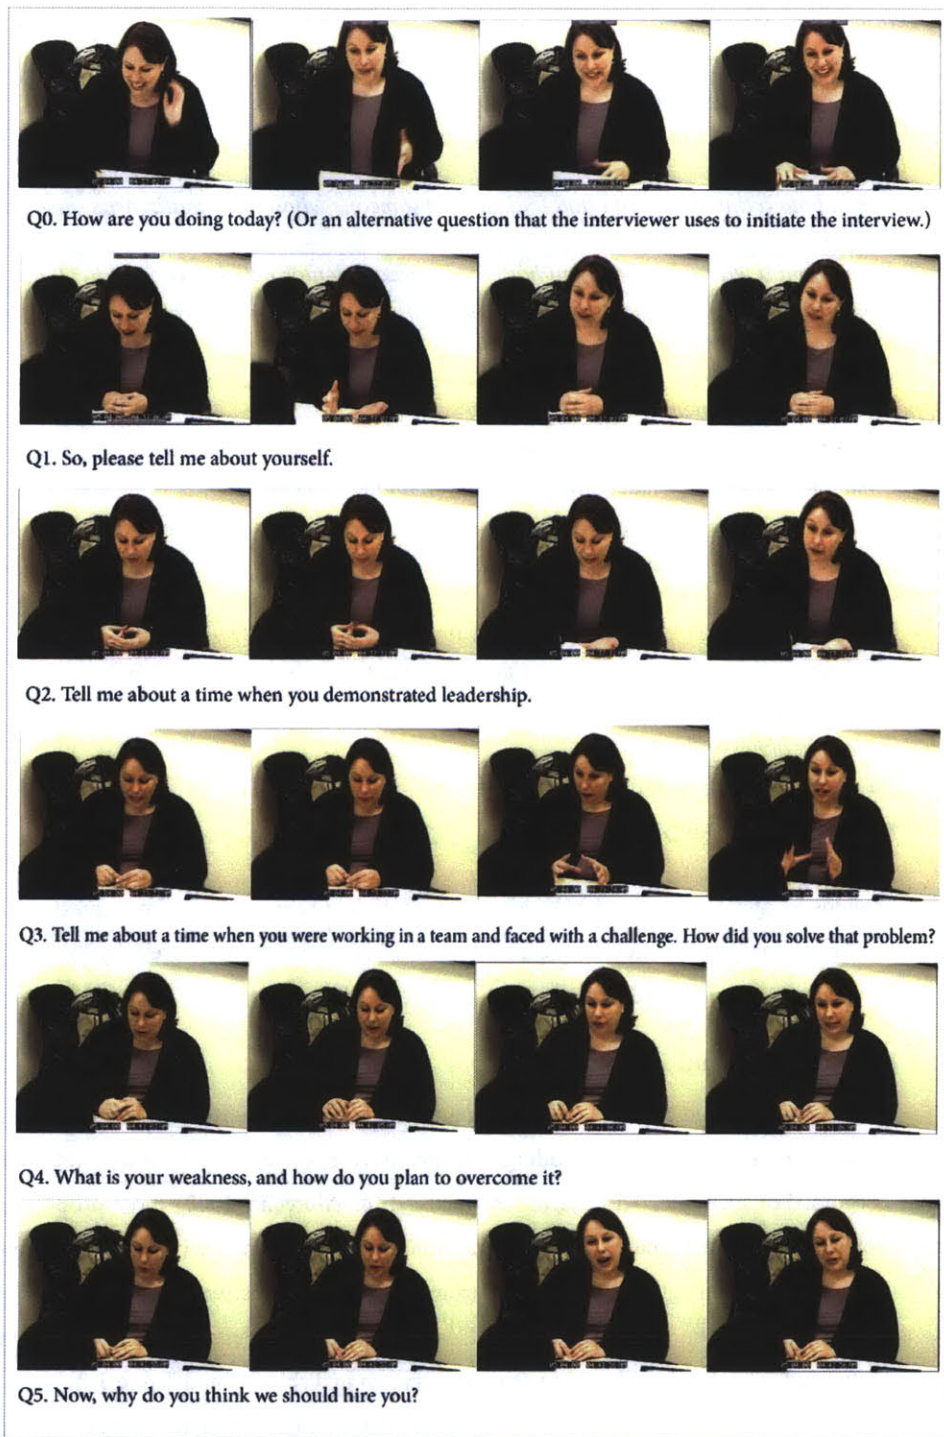 Q0. How are you doing today? (Or an alternative question that the interviewer uses to initiate the interview.)
Q1. So, please tell me about yourself.
Q2. Tell me about a time when you demonstrated leadership.
Q3. Tell me about a time when you were working in a team and faced with a challenge. How did you solve that problem?
Q4. What is your weakness, and how do you plan to overcome it?
Q5. Now, why do you think we should hire you?